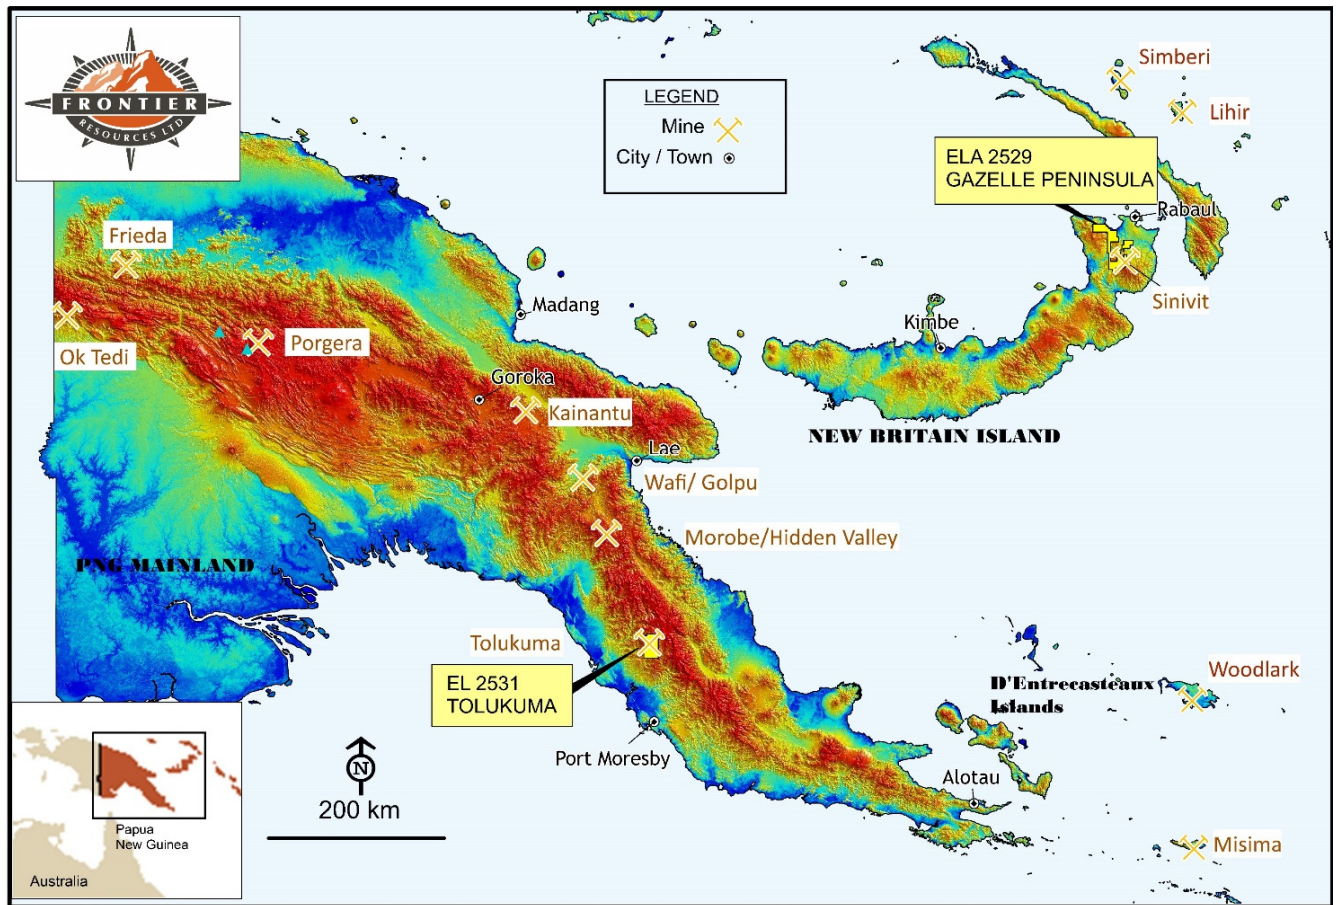 FRONTIER
RESOURCES LTD
LEGEND
Mine
City / Town
Simberi
Lihir
ELA 2529
GAZELLE PENINSULA
Rabaul
Sinivit
Frieda
Madang
Kimbe
Ok Tedi
Porgera
Goroka
Kainantu
NEW BRITAIN ISLAND
Lae
Wafi/ Golpu
Morobe/Hidden Valley
PNG MAINLAND
Tolukuma
EL 2531
TOLUKUMA
Woodlark
D'Entrecasteaux
Islands
Port Moresby
Alotau
N
200 km
Misima
Papua
New Guinea
Australia